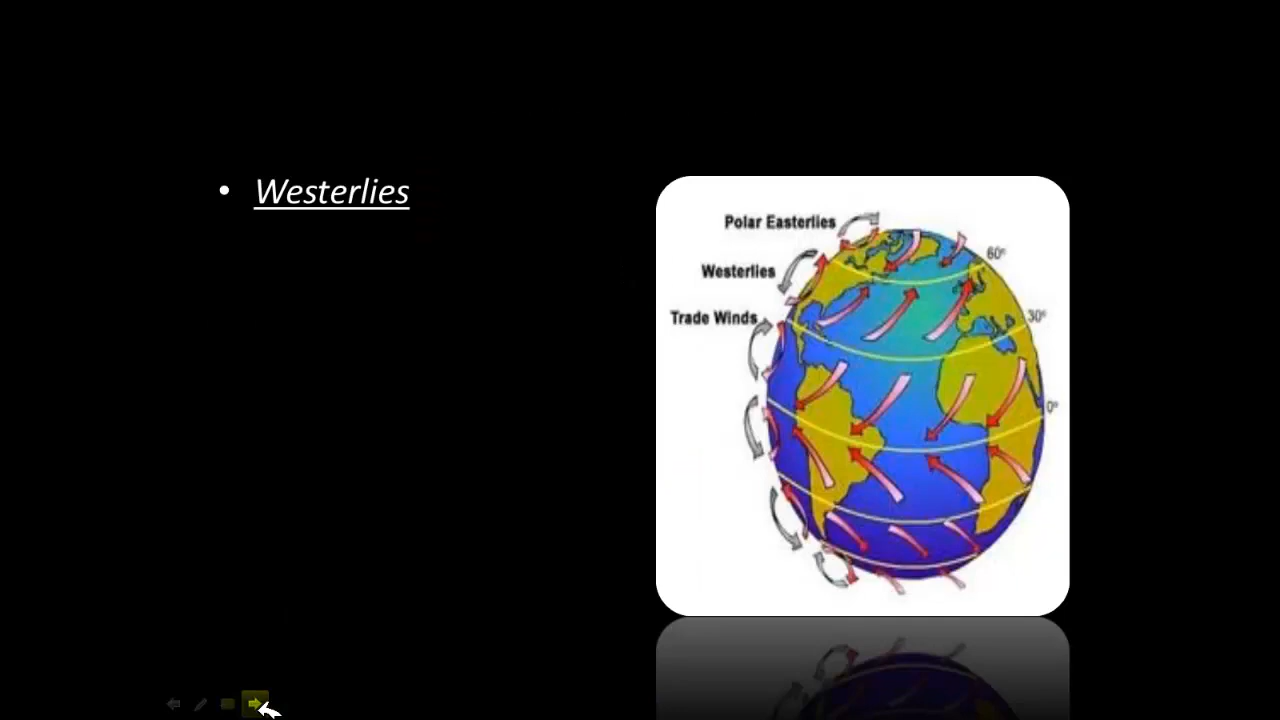 • Westerlies
Polar Easterlies
60°
Westerlies
30°
Trade Winds
0°